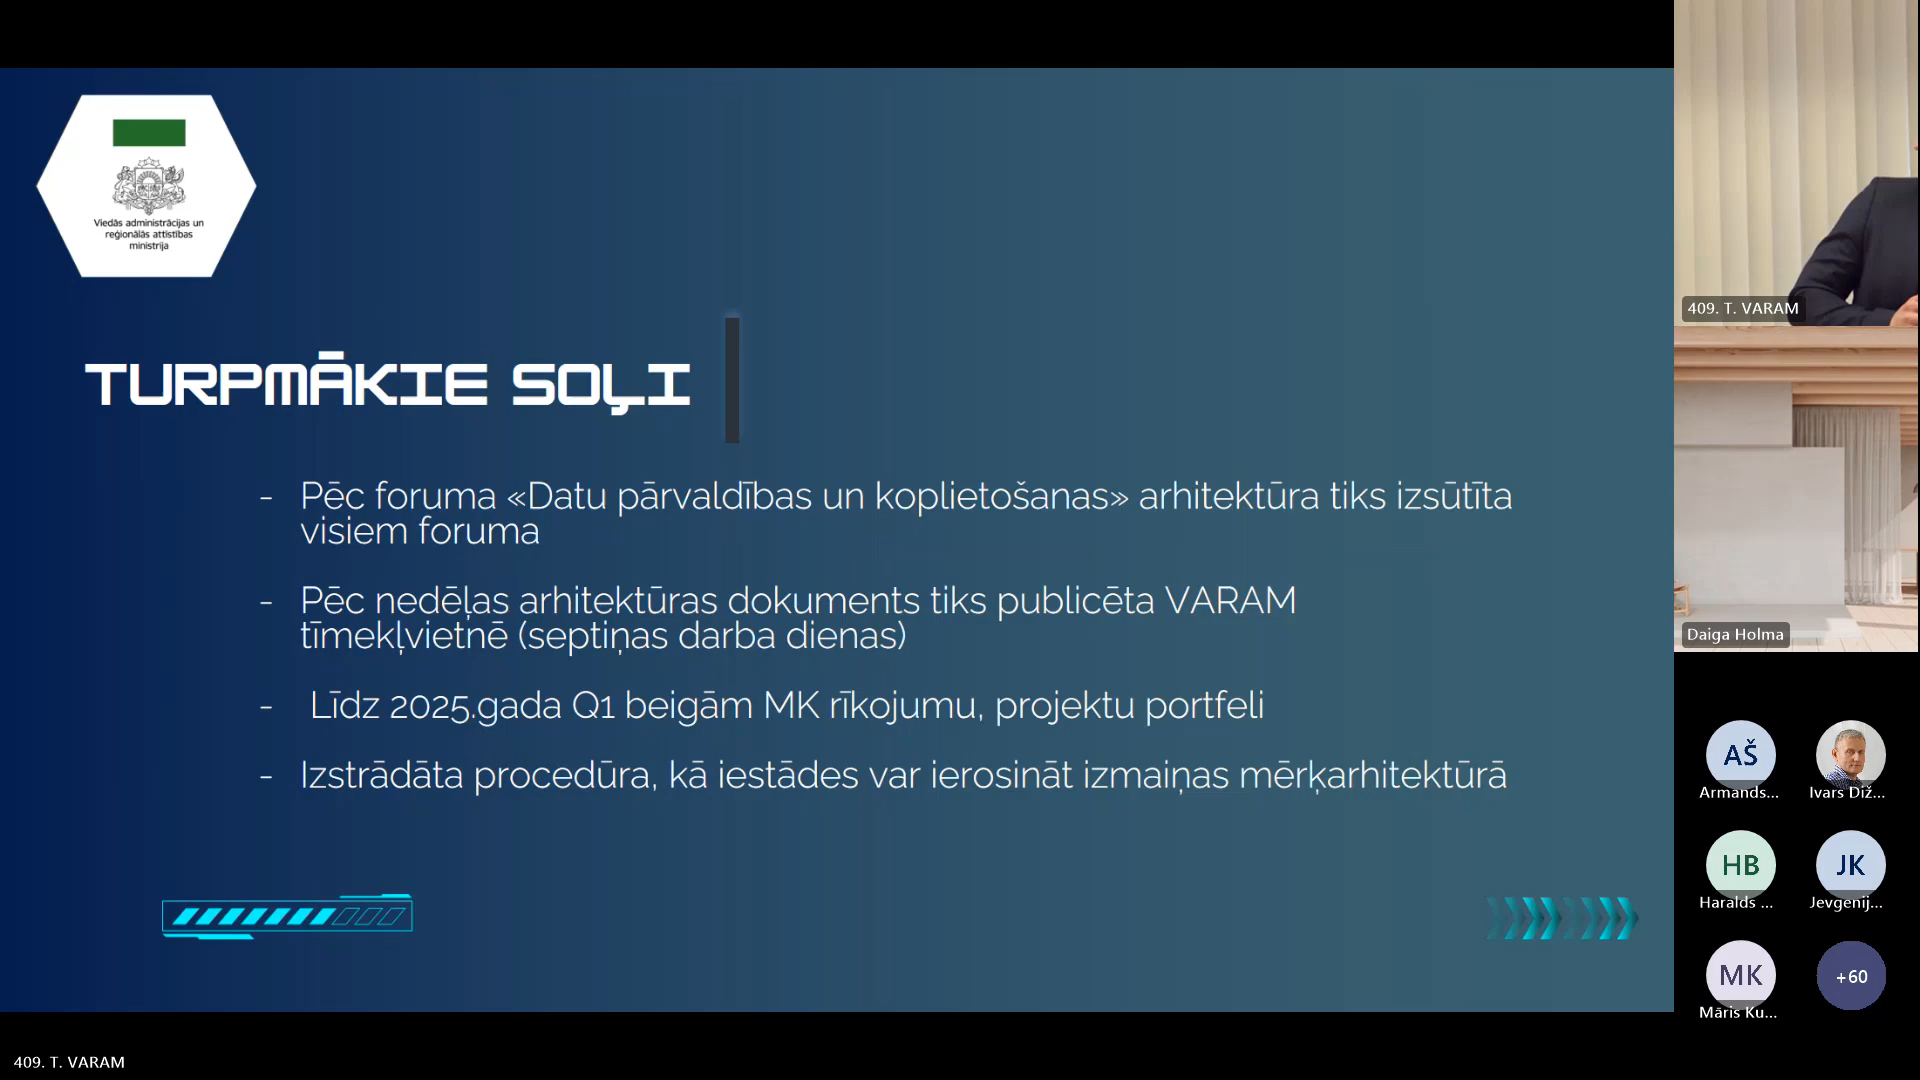 Viedās administrācijas un
reģionālās attīstības
ministrija
TURPMĀKIE SOĻI
- Pēc foruma «Datu pārvaldības un koplietošanas» arhitektūra tiks izsūtīta
visiem foruma
- Pēc nedēļas arhitektūras dokuments tiks publicēta VARAM
tīmekļvietnē (septiņas darba dienas)
- Līdz 2025.gada Q1 beigām MK rīkojumu, projektu portfeli
- Izstrādāta procedūra, kā iestādes var ierosināt izmaiņas mērķarhitektūrā
409. T. VARAM
Daiga Holma
AŠ
Armands...
Ivars Diž...
HB
Haralds ...
JK
Jevgenij...
MK
Māris Ku...
+60
409. T. VARAM